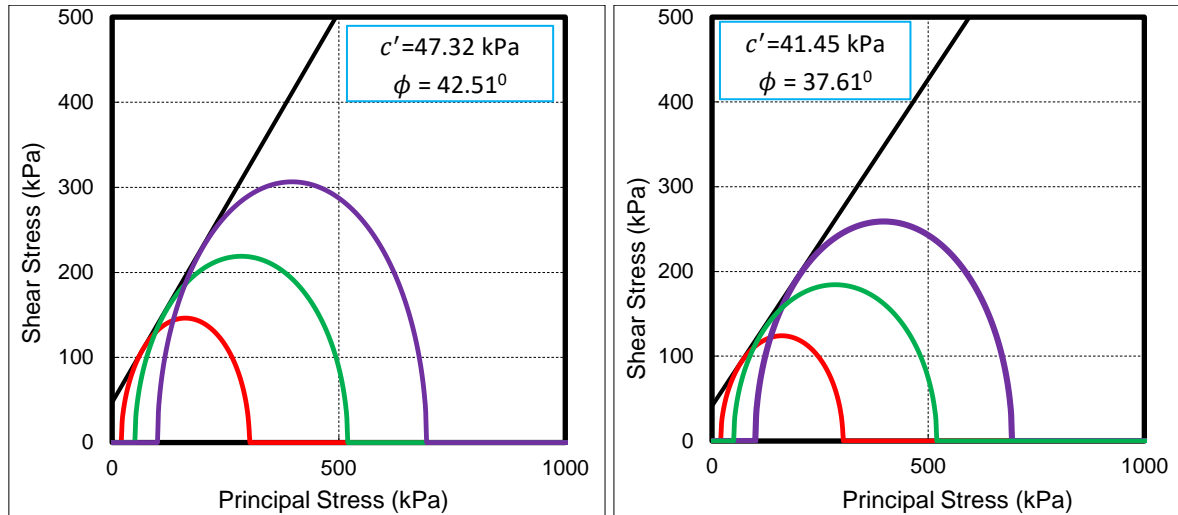 500
400
300
200
100
0
Shear Stress (kPa)
c′=47.32 kPa
ϕ = 42.51⁰
0
500
1000
Principal Stress (kPa)
500
400
300
200
100
0
Shear Stress (kPa)
c′=41.45 kPa
ϕ = 37.61⁰
0
500
1000
Principal Stress (kPa)